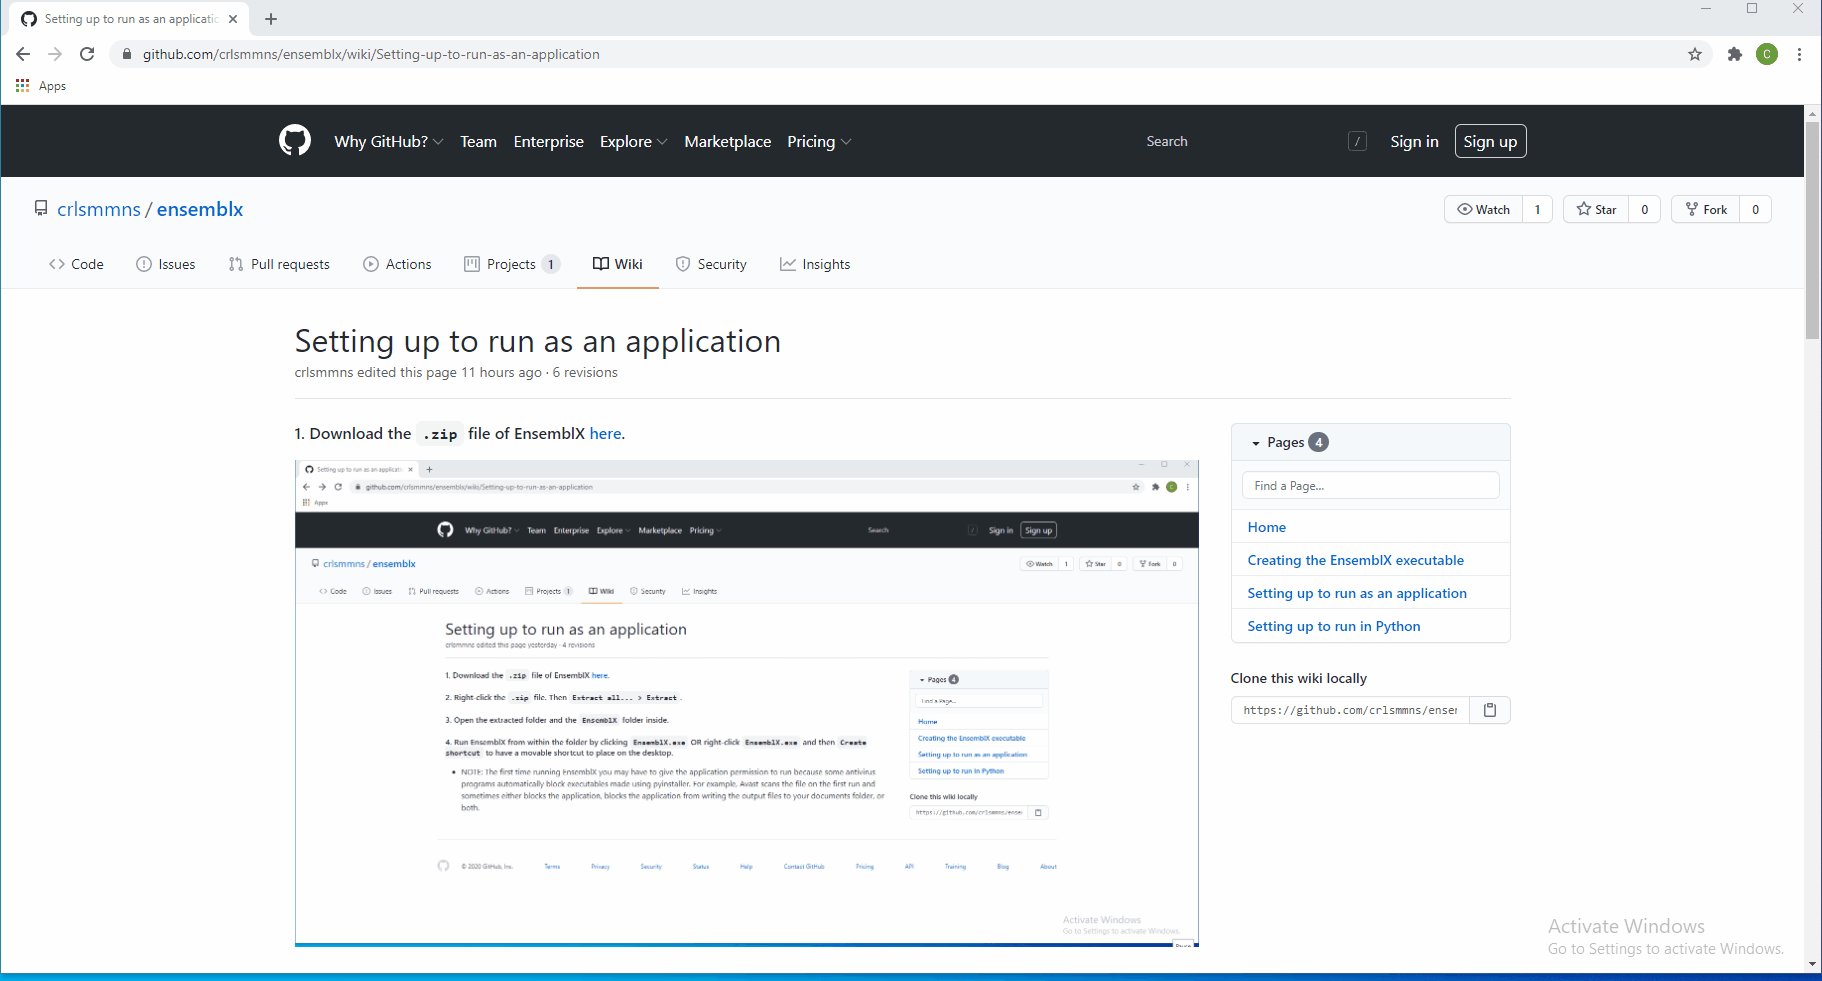 Setting up to run as an applicatio
github.com/crlsmmns/ensemblx/wiki/Setting-up-to-run-as-an-application
C
Apps
Why GitHub? Team Enterprise Explore Marketplace Pricing Search / Sign in Sign up
crlsmmns / ensemblx Watch 1 Star 0 Fork 0
Code Issues Pull requests Actions Projects 1 Wiki Security Insights
Setting up to run as an application
crlsmmns edited this page 11 hours ago · 6 revisions
1. Download the .zip file of EnsemblX here.
Setting up to run as an applicatio
github.com/crlsmmns/ensemblx/wiki/Setting-up-to-run-as-an-application
C
Apps
Why GitHub? Team Enterprise Explore Marketplace Pricing Search / Sign in Sign up
crlsmmns / ensemblx Watch 1 Star 0 Fork 0
Code Issues Pull requests Actions Projects 1 Wiki Security Insights
Setting up to run as an application
crlsmmns edited this page yesterday · 4 revisions
1. Download the .zip file of EnsemblX here.
2. Right-click the .zip file. Then Extract all... > Extract.
3. Open the extracted folder and the EnsemblX folder inside.
4. Run EnsemblX from within the folder by clicking EnsemblX.exe OR right-click EnsemblX.exe and then Create
shortcut to have a movable shortcut to place on the desktop.
• NOTE: The first time running EnsemblX you may have to give the application permission to run because some antivirus
programs automatically block executables made using pyinstaller. For example, Avast scans the file on the first run and
sometimes either blocks the application, blocks the application from writing the output files to your documents folder, or
both.
Pages 4
Find a Page...
Home
Creating the EnsemblX executable
Setting up to run as an application
Setting up to run in Python
Clone this wiki locally
https://github.com/crlsmmns/ense
© 2020 GitHub, Inc. Terms Privacy Security Status Help Contact GitHub Pricing API Training Blog About
Activate Windows
Go to Settings to activate Windows.
Pages 4
Find a Page...
Home
Creating the EnsemblX executable
Setting up to run as an application
Setting up to run in Python
Clone this wiki locally
https://github.com/crlsmmns/enser
Activate Windows
Go to Settings to activate Windows.